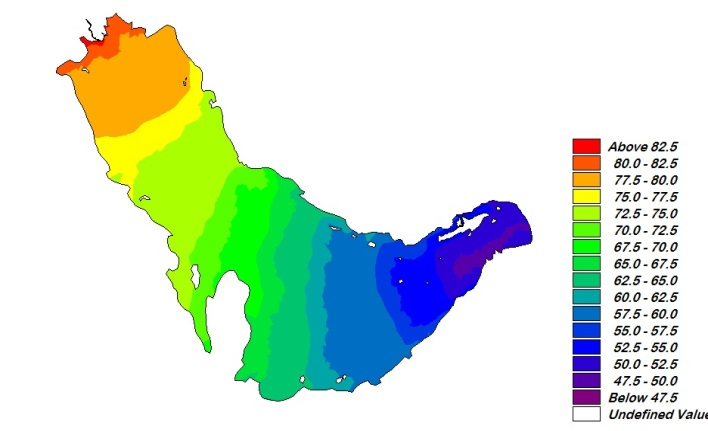 Above 82.5
80.0 - 82.5
77.5 - 80.0
75.0 - 77.5
72.5 - 75.0
70.0 - 72.5
67.5 - 70.0
65.0 - 67.5
62.5 - 65.0
60.0 - 62.5
57.5 - 60.0
55.0 - 57.5
52.5 - 55.0
50.0 - 52.5
47.5 - 50.0
Below 47.5
Undefined Value